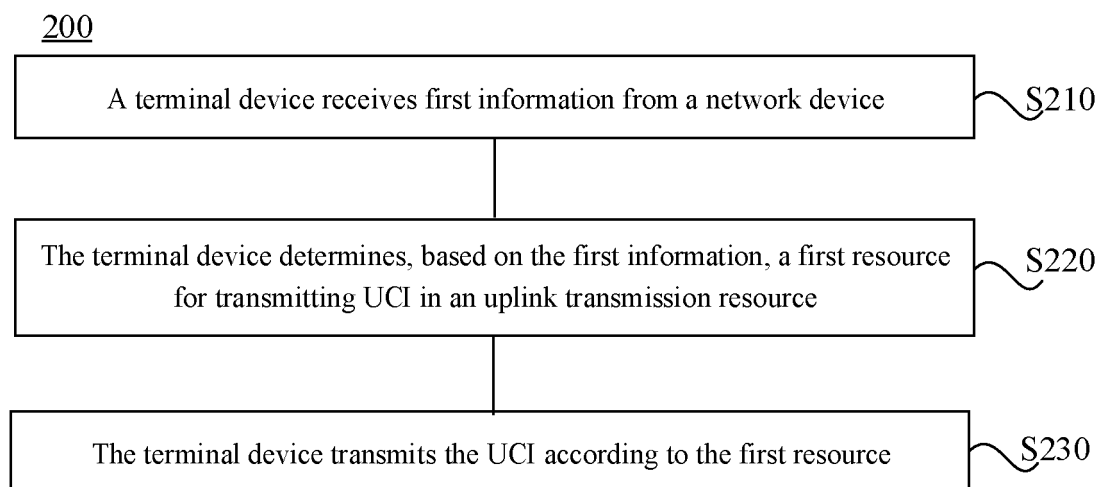 200
A terminal device receives first information from a network device
S210
The terminal device determines, based on the first information, a first resource
for transmitting UCI in an uplink transmission resource
S220
The terminal device transmits the UCI according to the first resource
S230